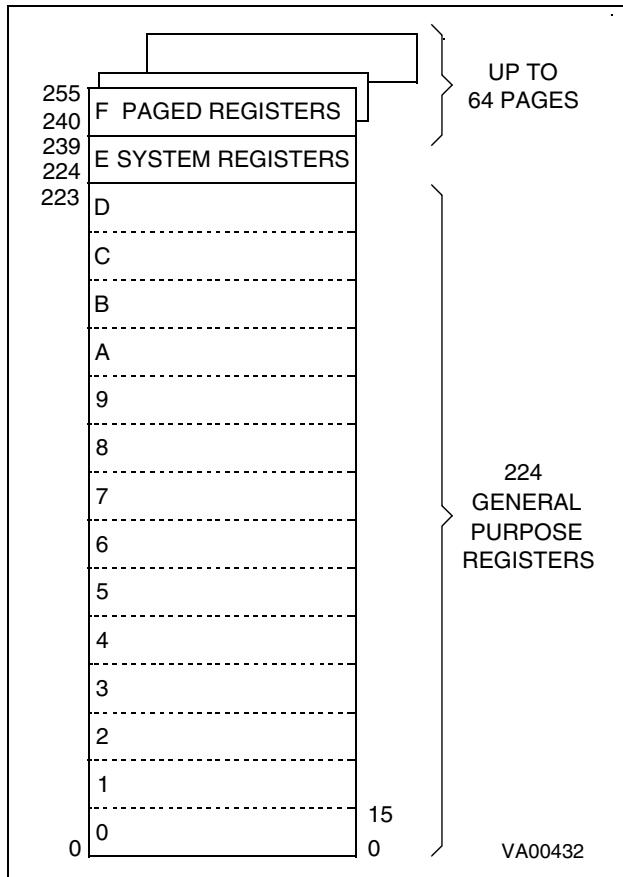 UP TO
64 PAGES
255
F PAGED REGISTERS
240
239
E SYSTEM REGISTERS
224
223
D
C
B
A
9
8
7
6
5
4
3
2
1
0
15
0
0
224
GENERAL
PURPOSE
REGISTERS
VA00432